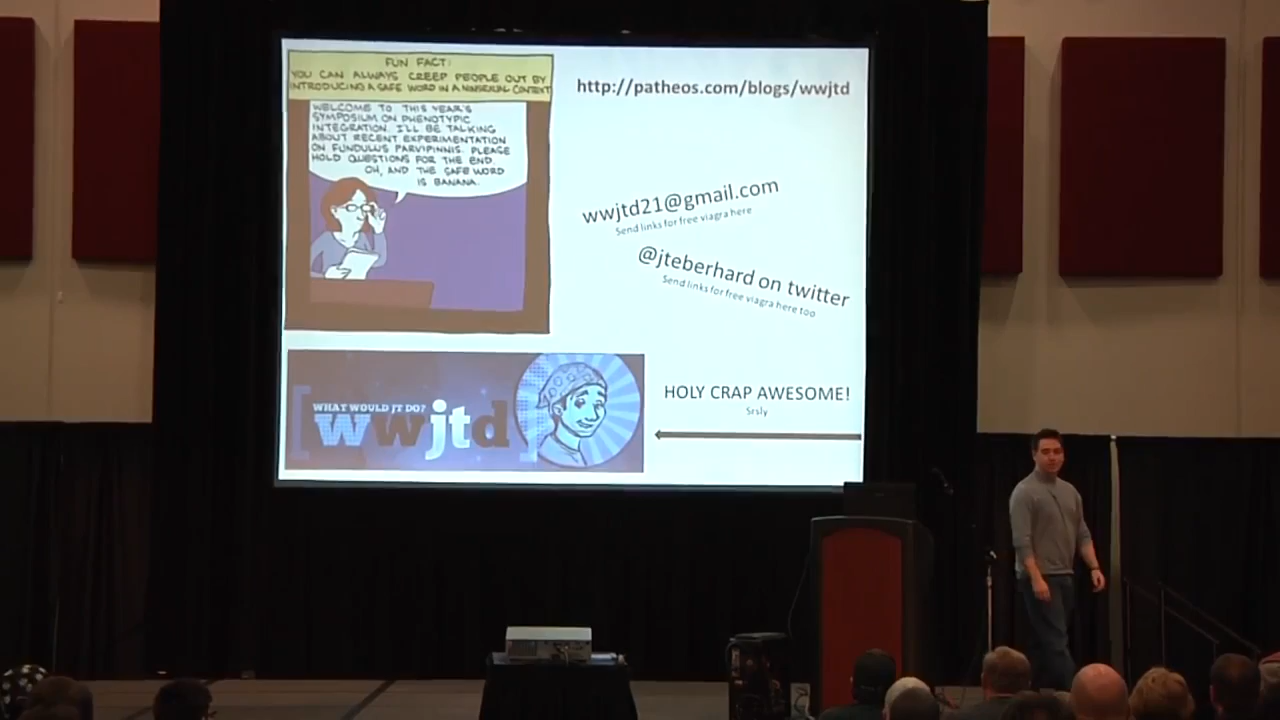 FUN FACT:
YOU CAN ALWAYS CREEP PEOPLE OUT BY
INTRODUCING A SAFE WORD IN A NONSEXUAL CONTEXT
WELCOME TO THIS YEAR'S
SYMPOSIUM ON PHENOTYPIC
INTEGRATION. I'LL BE TALKING
ABOUT RECENT EXPERIMENTATION
ON FUNDULUS PARVIPINNIS. PLEASE
HOLD QUESTIONS FOR THE END.
OH, AND THE SAFE WORD
IS BANANA.
http://patheos.com/blogs/wwjtd
wwjtd21@gmail.com
Send links for free viagra here
@jteberhard on twitter
Send links for free viagra here too
WHAT WOULD JT DO?
[wwjtd]
HOLY CRAP AWESOME!
Srsly